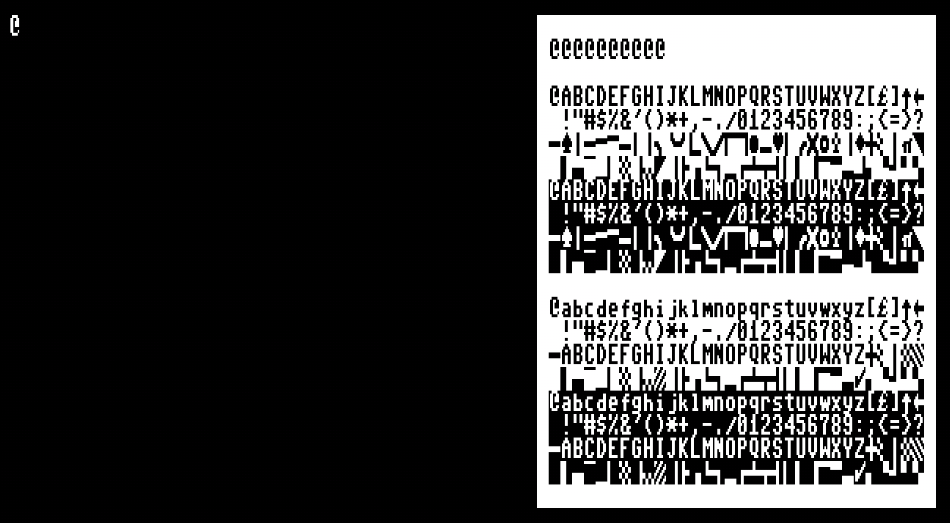 @
@@@@@@@@@@
@ABCDEFGHIJKLMNOPQRSTUVWXYZ[£]↑←
!"#$%&'()*+,-./0123456789:;<=>?
@ABCDEFGHIJKLMNOPQRSTUVWXYZ[£]↑←
!"#$%&'()*+,-./0123456789:;<=>?
@abcdefghijklmnopqrstuvwxyz[£]↑←
!"#$%&'()*+,-./0123456789:;<=>?
ABCDEFGHIJKLMNOPQRSTUVWXYZ
@abcdefghijklmnopqrstuvwxyz[£]↑←
!"#$%&'()*+,-./0123456789:;<=>?
ABCDEFGHIJKLMNOPQRSTUVWXYZ